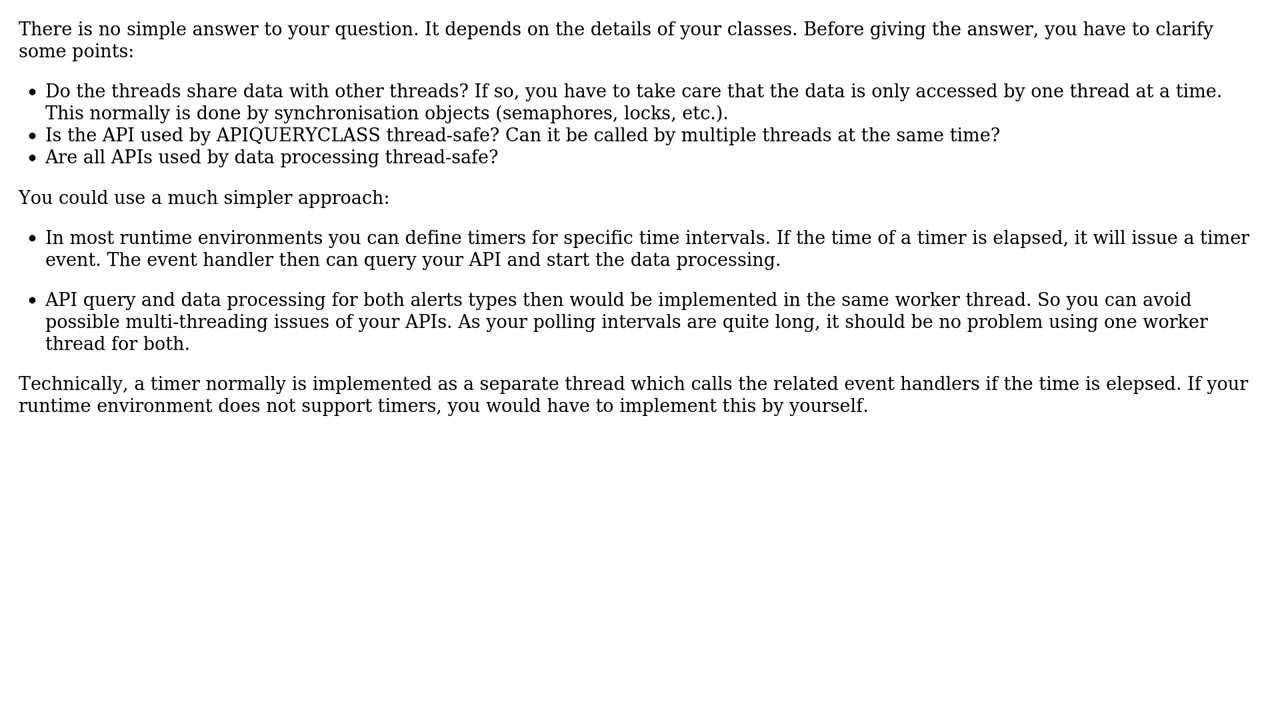 There is no simple answer to your question. It depends on the details of your classes. Before giving the answer, you have to clarify
some points:
• Do the threads share data with other threads? If so, you have to take care that the data is only accessed by one thread at a time.
This normally is done by synchronisation objects (semaphores, locks, etc.).
• Is the API used by APIQUERYCLASS thread-safe? Can it be called by multiple threads at the same time?
• Are all APIs used by data processing thread-safe?
You could use a much simpler approach:
• In most runtime environments you can define timers for specific time intervals. If the time of a timer is elapsed, it will issue a timer
event. The event handler then can query your API and start the data processing.
• API query and data processing for both alerts types then would be implemented in the same worker thread. So you can avoid
possible multi-threading issues of your APIs. As your polling intervals are quite long, it should be no problem using one worker
thread for both.
Technically, a timer normally is implemented as a separate thread which calls the related event handlers if the time is elepsed. If your
runtime environment does not support timers, you would have to implement this by yourself.